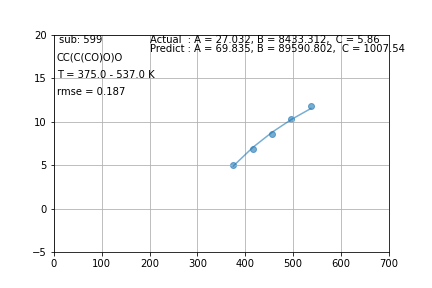 sub: 599
Actual : A = 27.032, B = 8433.312, C = 5.86
Predict : A = 69.835, B = 89590.802, C = 1007.54
CC(C(CO)O)O
T = 375.0 - 537.0 K
rmse = 0.187
20
15
10
5
0
−5
0 100 200 300 400 500 600 700